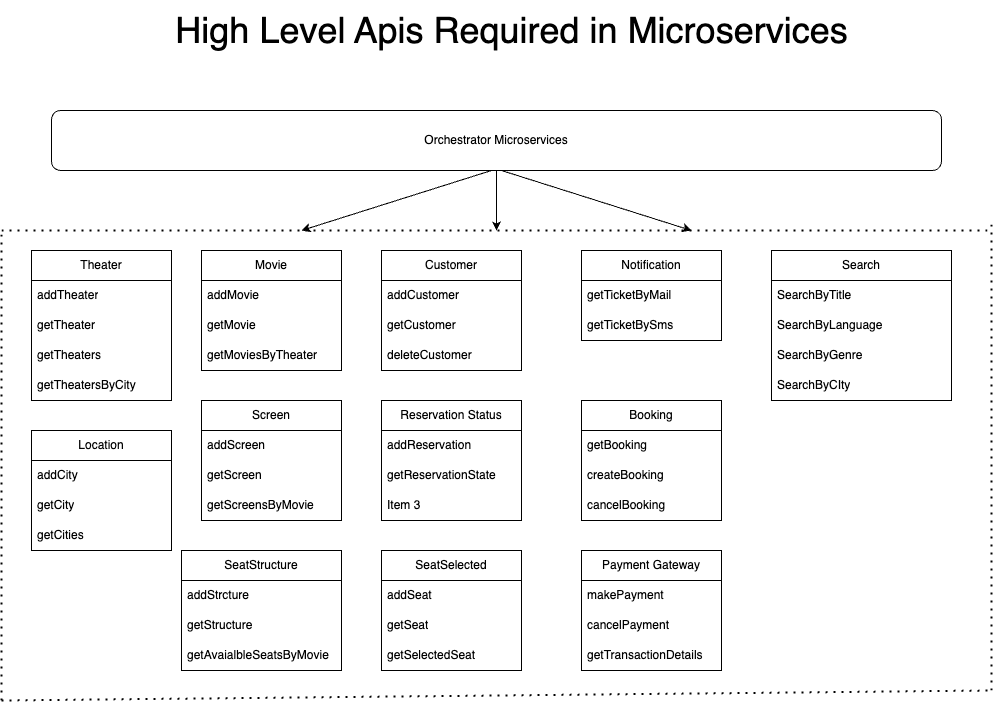 High Level Apis Required in Microservices
Orchestrator Microservices
Theater
addTheater
getTheater
getTheaters
getTheatersByCity
Movie
addMovie
getMovie
getMoviesByTheater
Customer
addCustomer
getCustomer
deleteCustomer
Notification
getTicketByMail
getTicketBySms
Search
SearchByTitle
SearchByLanguage
SearchByGenre
SearchByCIty
Location
addCity
getCity
getCities
Screen
addScreen
getScreen
getScreensByMovie
Reservation Status
addReservation
getReservationState
Item 3
Booking
getBooking
createBooking
cancelBooking
SeatStructure
addStrcture
getStructure
getAvaialbleSeatsByMovie
SeatSelected
addSeat
getSeat
getSelectedSeat
Payment Gateway
makePayment
cancelPayment
getTransactionDetails